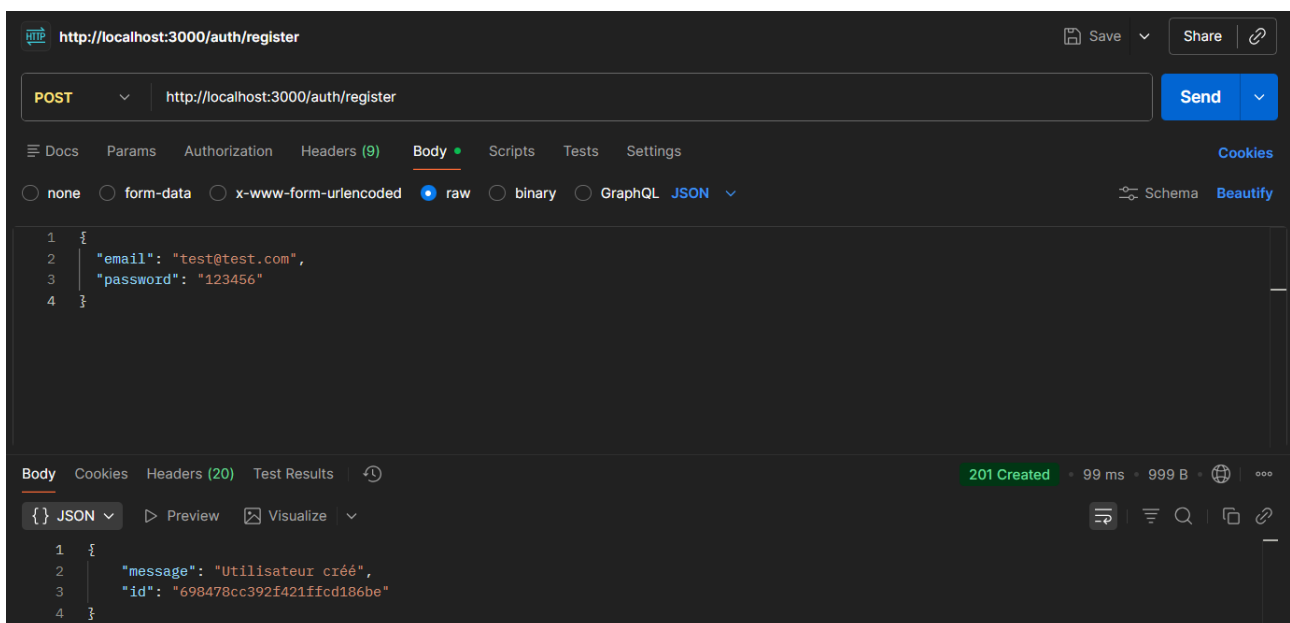 HTTP http://localhost:3000/auth/register Save Share
POST http://localhost:3000/auth/register Send
Docs Params Authorization Headers (9) Body Scripts Tests Settings Cookies
none form-data x-www-form-urlencoded raw binary GraphQL JSON Schema Beautify
1 {
2 "email": "test@test.com",
3 "password": "123456"
4 }
Body Cookies Headers (20) Test Results 201 Created • 99 ms • 999 B
{} JSON Preview Visualize
1 {
2 "message": "Utilisateur créé",
3 "id": "698478cc392f421ffcd186be"
4 }